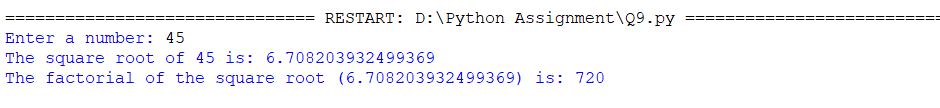 =============================== RESTART: D:\Python Assignment\Q9.py ==========================
Enter a number: 45
The square root of 45 is: 6.708203932499369
The factorial of the square root (6.708203932499369) is: 720